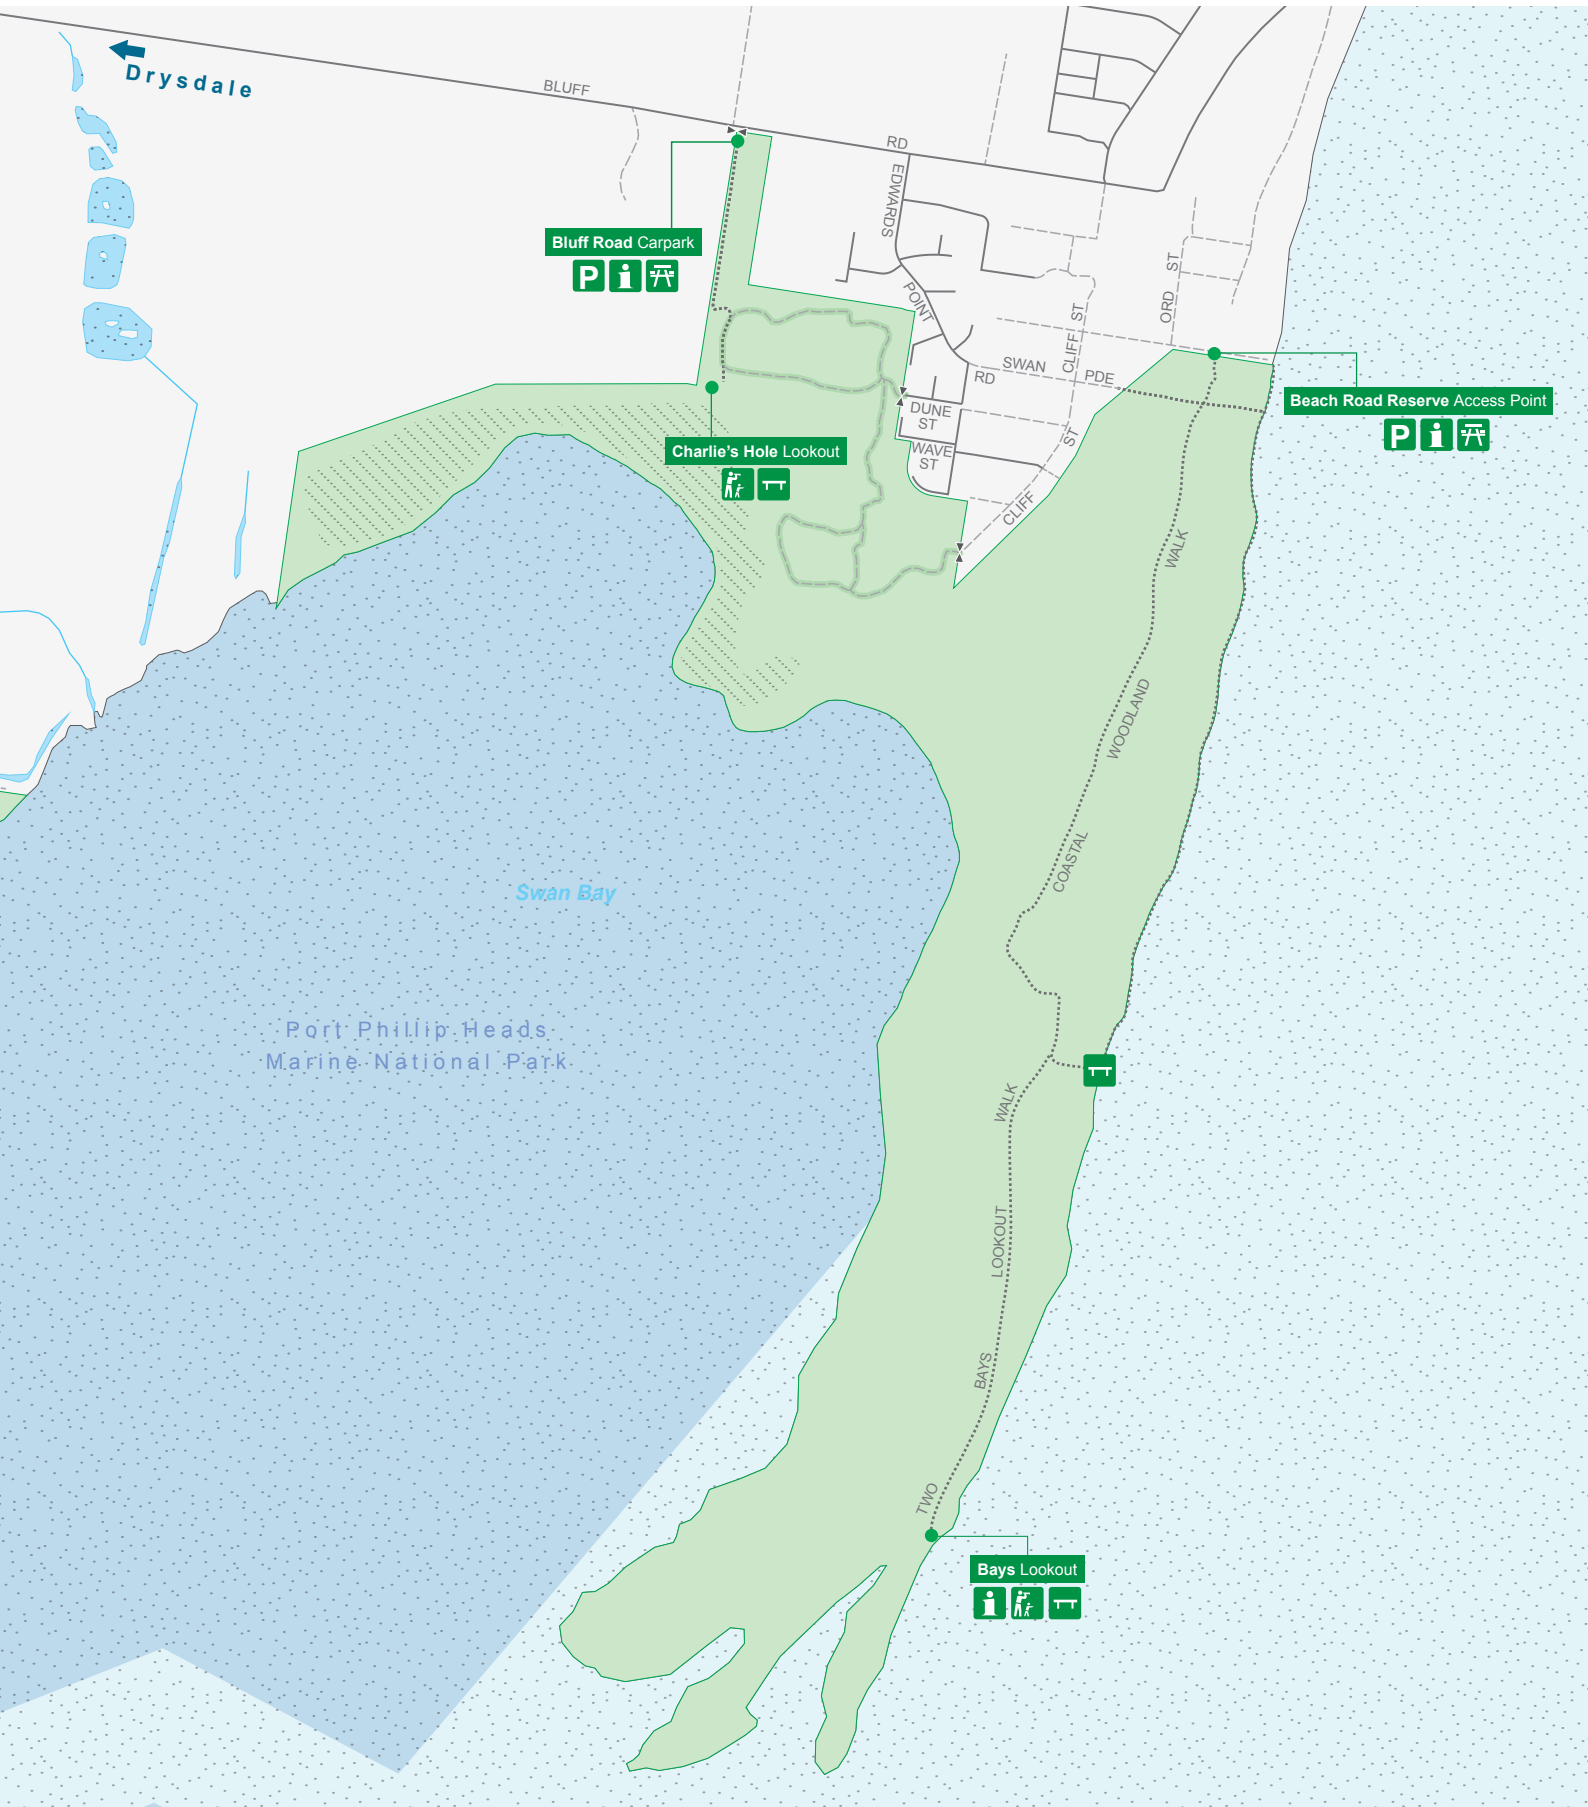 Drysdale
BLUFF
RD
EDWARDS
POINT
RD
Bluff Road Carpark
P
i
ORD ST
CLIFF ST
SWAN
PDE
Beach Road Reserve Access Point
P
i
DUNE
ST
WAVE
ST
CLIFF
ST
Charlie's Hole Lookout
WALK
WOODLAND
COASTAL
Swan Bay
Port Phillip Heads
Marine National Park
WALK
LOOKOUT
BAYS
TWO
Bays Lookout
i